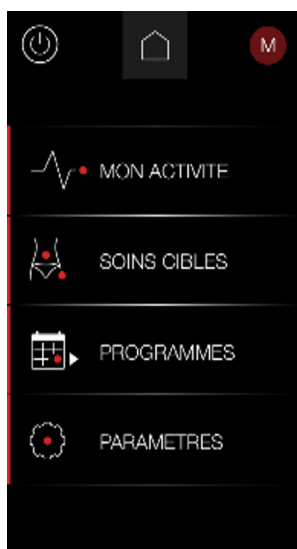 M
MON ACTIVITE
SOINS CIBLES
PROGRAMMES
PARAMETRES